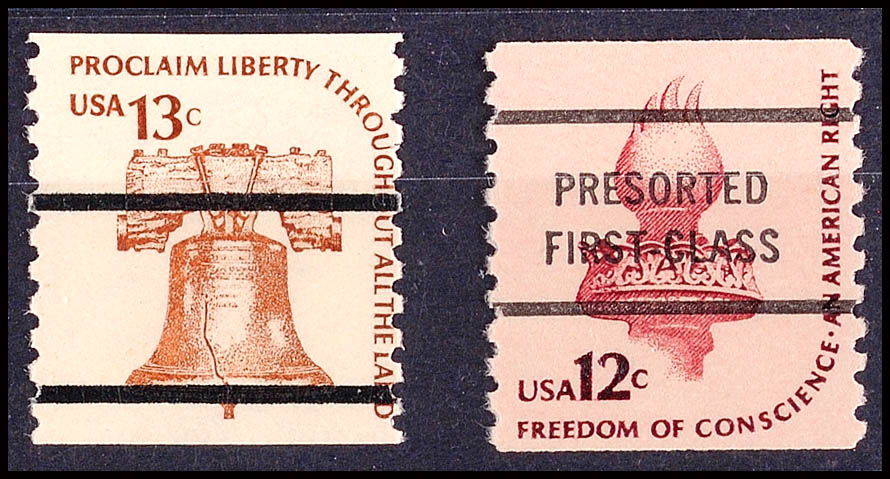 PROCLAIM LIBERTY THROUGHOUT ALL THE LAND
USA 13c
PRESORTED
FIRST-CLASS
USA 12c
FREEDOM OF CONSCIENCE · AN AMERICAN RIGHT